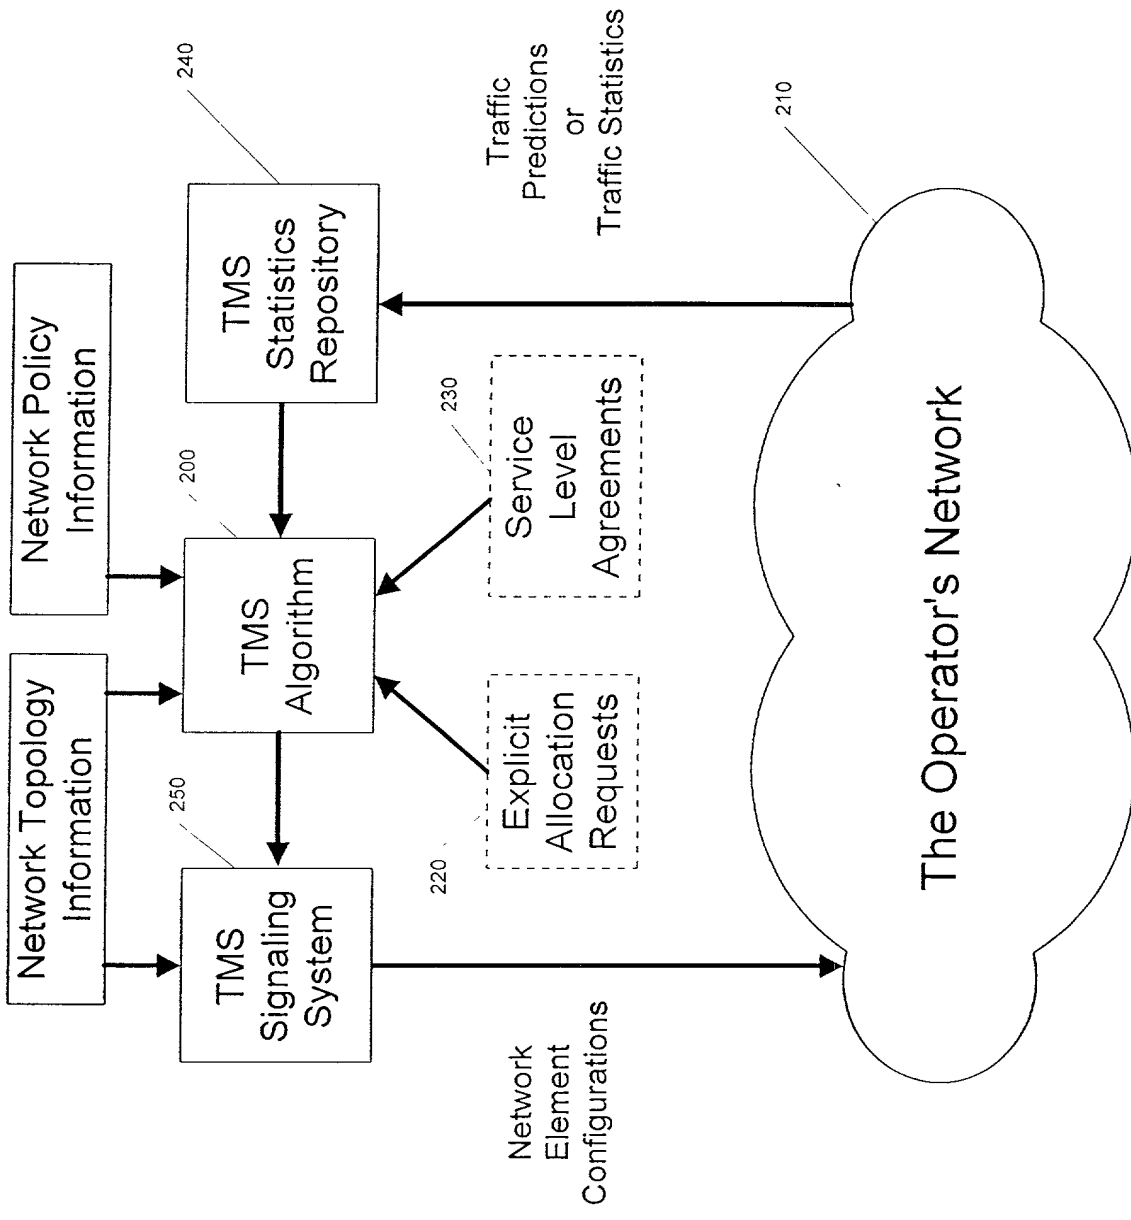 Network Topology
Information
Network Policy
Information
250
200
240
TMS
Signaling
System
TMS
Algorithm
TMS
Statistics
Repository
220
230
Network
Element
Configurations
Explicit
Allocation
Requests
Service
Level
Agreements
Traffic
Predictions
or
Traffic Statistics
210
The Operator's Network